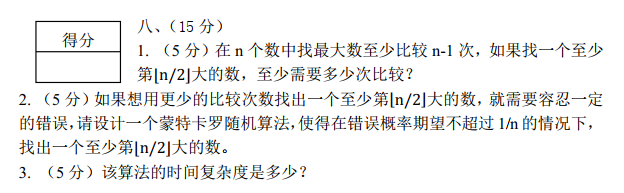 得分
八、（15 分）
1. （5 分）在 n 个数中找最大数至少比较 n-1 次，如果找一个至少
第⌊n/2⌋大的数，至少需要多少次比较？
2. （5 分）如果想用更少的比较次数找出一个至少第⌊n/2⌋大的数，就需要容忍一定
的错误，请设计一个蒙特卡罗随机算法，使得在错误概率期望不超过 1/n 的情况下，
找出一个至少第⌊n/2⌋大的数。
3. （5 分）该算法的时间复杂度是多少？